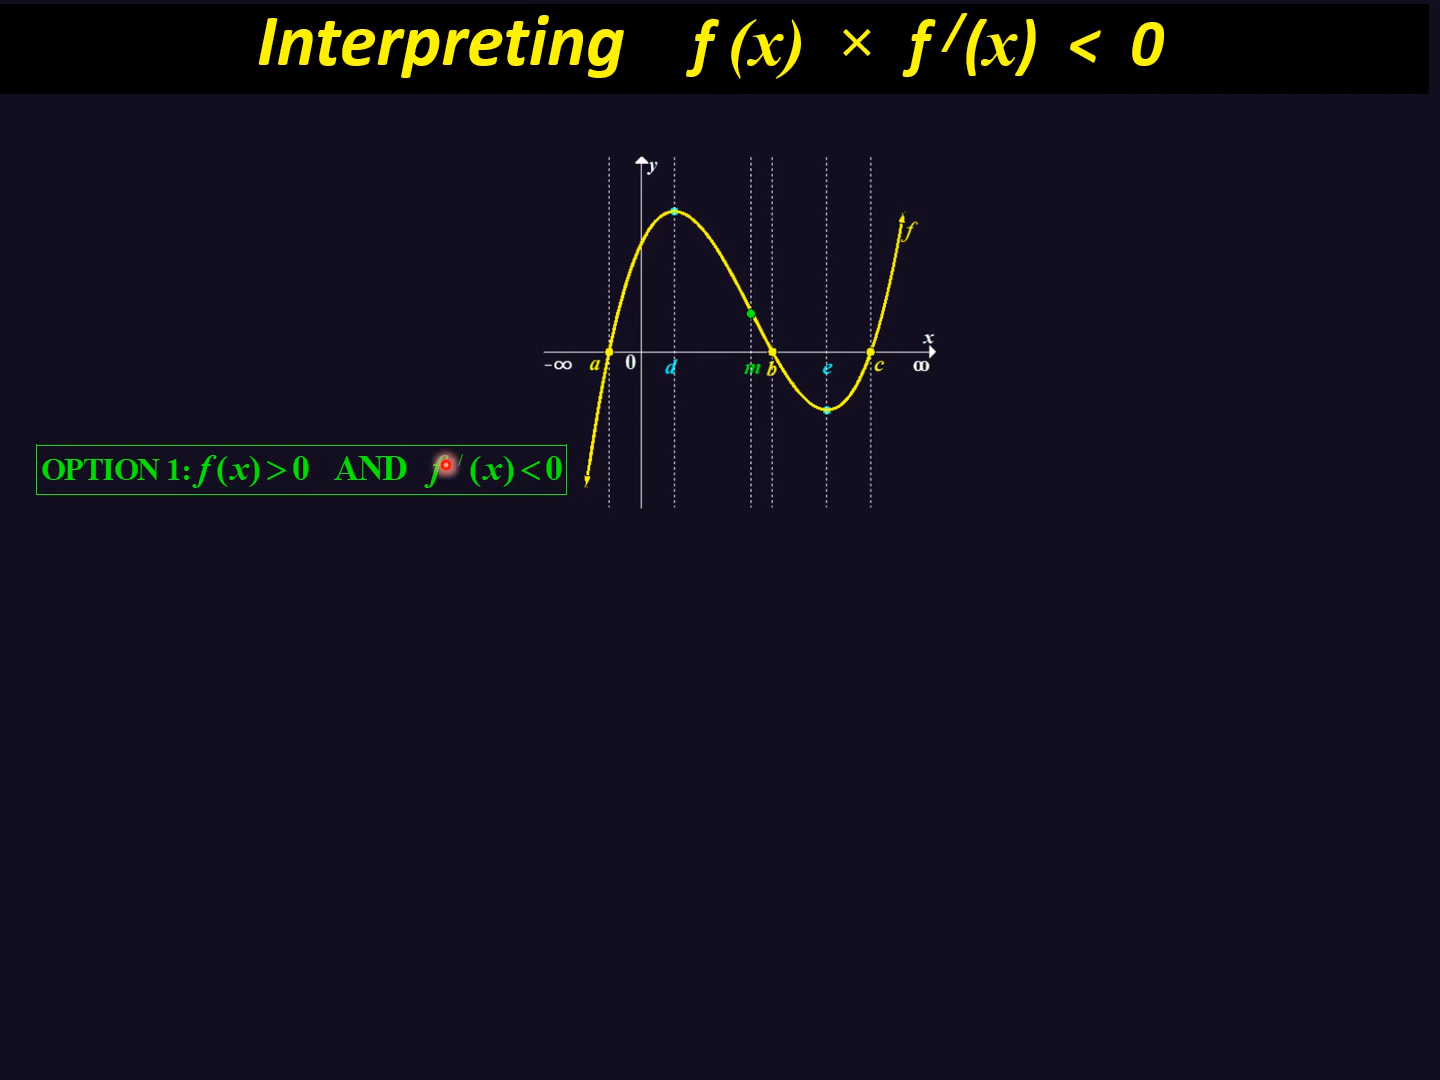 Interpreting f (x) × f /(x) < 0
y
f
x
-∞ a 0 d m b e c ∞
OPTION 1: f (x) > 0 AND f / (x) < 0